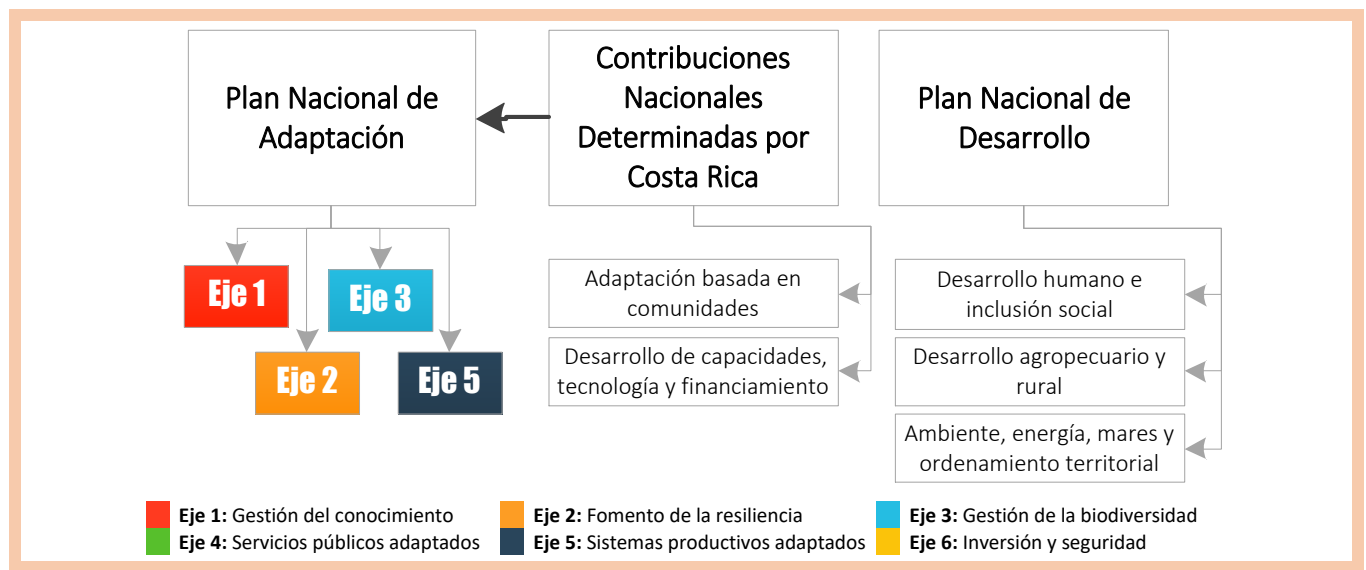 Plan Nacional de
Adaptación
Contribuciones
Nacionales
Determinadas por
Costa Rica
Plan Nacional de
Desarrollo
Eje 1
Eje 3
Eje 2
Eje 5
Adaptación basada en
comunidades
Desarrollo de capacidades,
tecnología y financiamiento
Desarrollo humano e
inclusión social
Desarrollo agropecuario y
rural
Ambiente, energía, mares y
ordenamiento territorial
Eje 1: Gestión del conocimiento
Eje 2: Fomento de la resiliencia
Eje 3: Gestión de la biodiversidad
Eje 4: Servicios públicos adaptados
Eje 5: Sistemas productivos adaptados
Eje 6: Inversión y seguridad